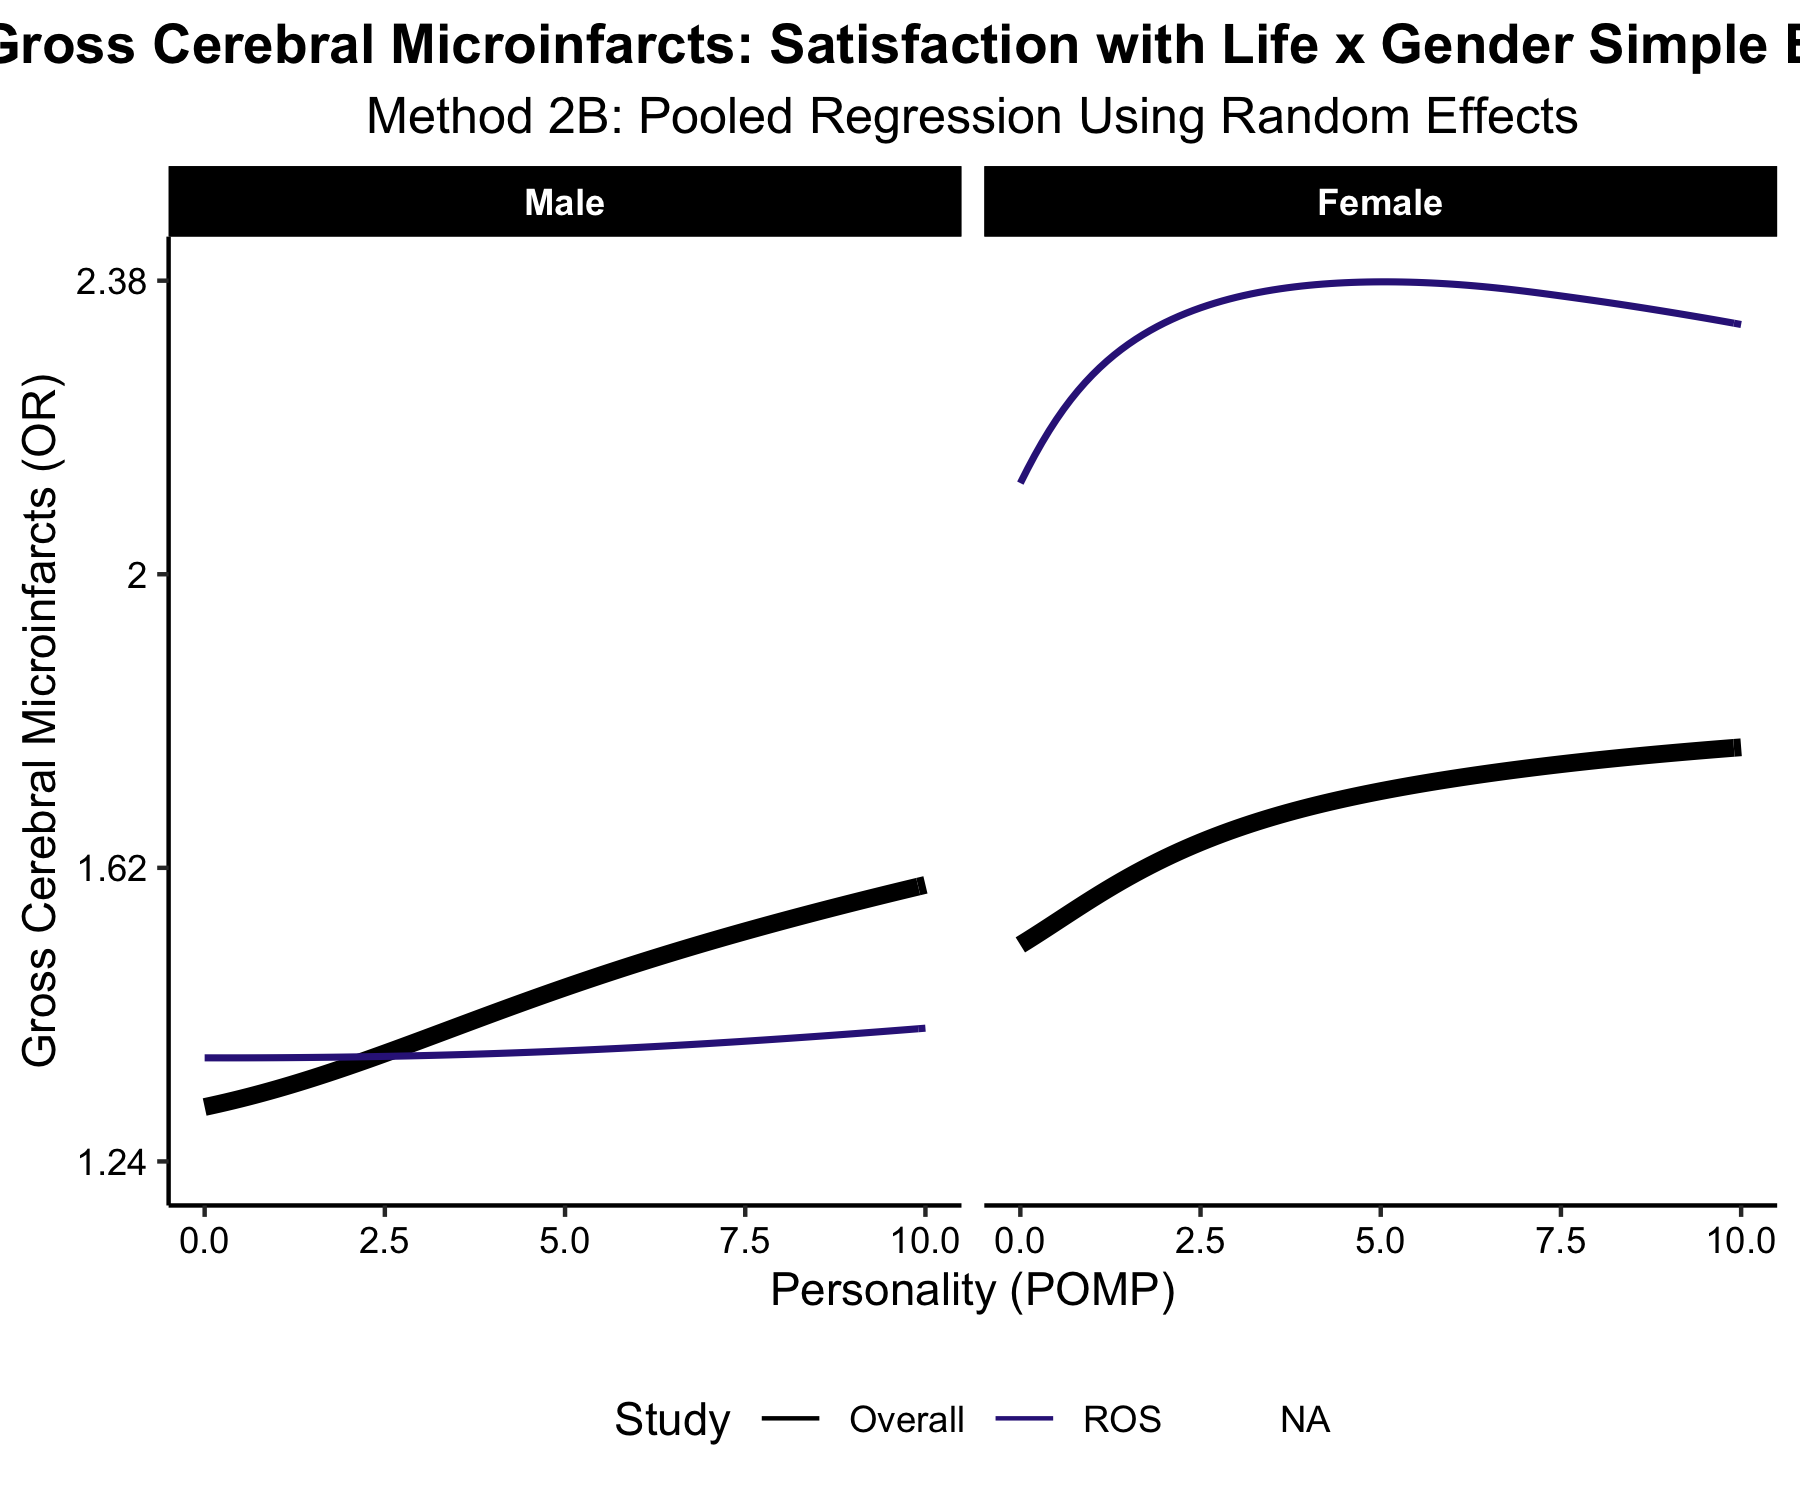 Gross Cerebral Microinfarcts: Satisfaction with Life x Gender Simple
Method 2B: Pooled Regression Using Random Effects
Male
Female
Gross Cerebral Microinfarcts (OR)
2.38
2
1.62
1.24
0.0 2.5 5.0 7.5 10.0 0.0 2.5 5.0 7.5 10.0
Personality (POMP)
Study Overall ROS NA